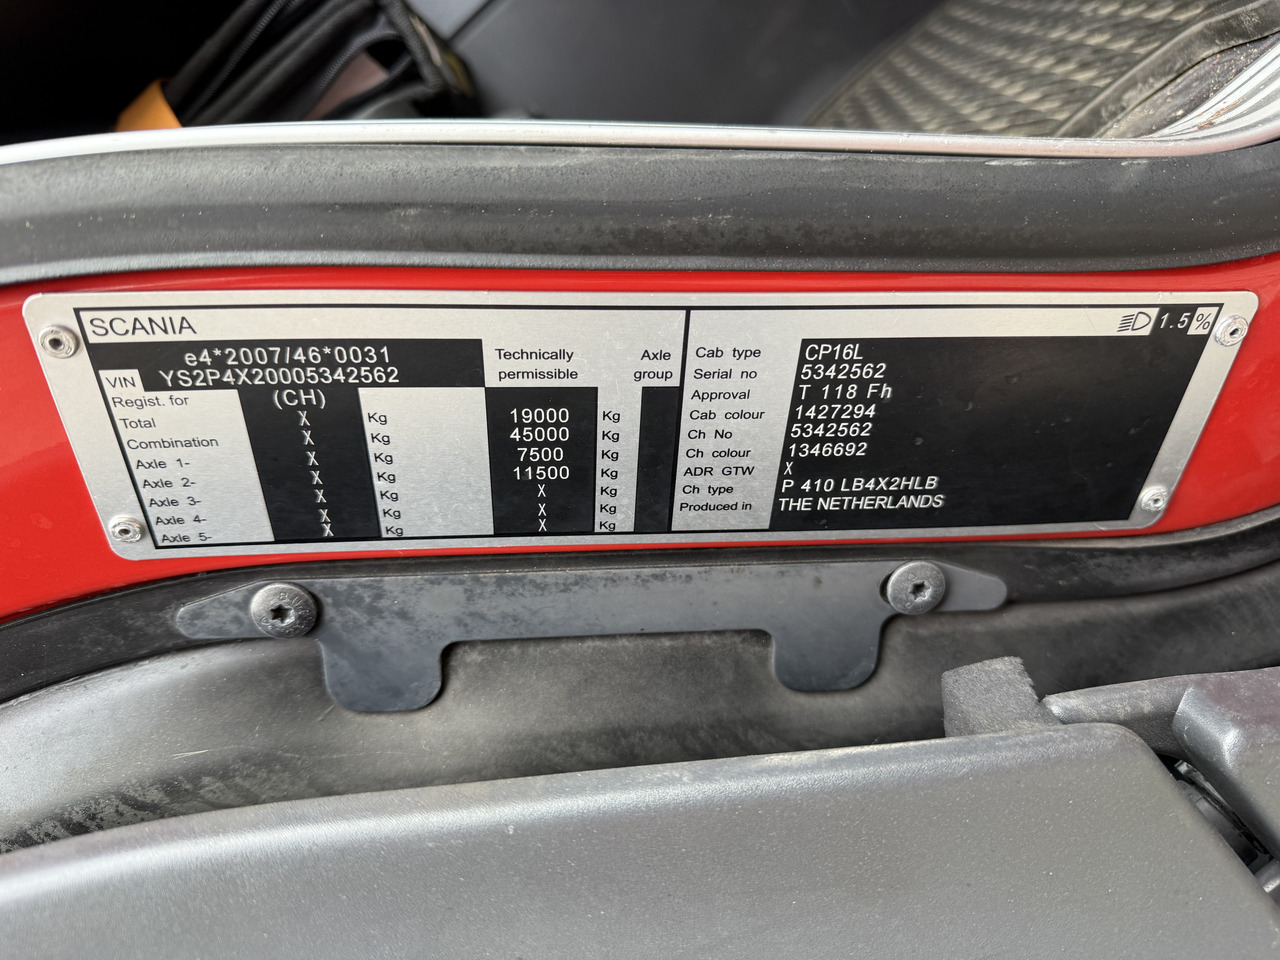 SCANIA
e4*2007/46*0031
VIN YS2P4X20005342562
Regist. for (CH)
Technically permissible
Axle group
Total X Kg 19000 Kg
Combination X Kg 45000 Kg
Axle 1- X Kg 7500 Kg
Axle 2- X Kg 11500 Kg
Axle 3- X Kg X Kg
Axle 4- X Kg X Kg
Axle 5- X Kg X Kg
1.5%
Cab type CP16L
Serial no 5342562
Approval T 118 Fh
Cab colour 1427294
Ch No 5342562
Ch colour 1346692
ADR GTW X
Ch type P 410 LB4X2HLB
Produced in THE NETHERLANDS